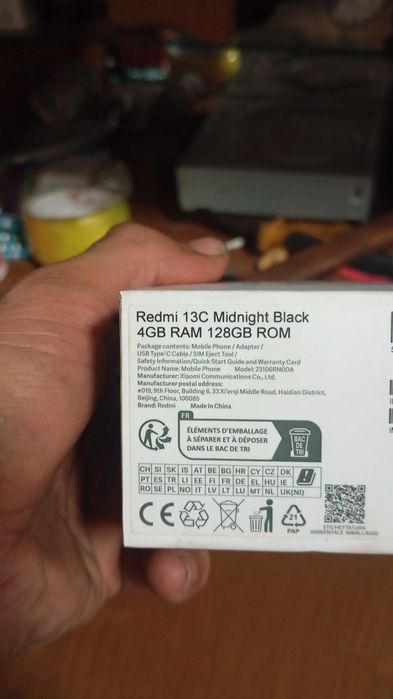 Redmi 13C Midnight Black
4GB RAM 128GB ROM
Package contents: Mobile Phone / Adapter /
USB Type-C Cable / SIM Eject Tool /
Safety Information/Quick Start Guide and Warranty Card
Product Name: Mobile Phone Model: 23106RN0DA
Manufacturer: Xiaomi Communications Co., Ltd.
Manufacturer postal address:
#019, 9th Floor, Building 6, 33 Xi'erqi Middle Road, Haidian District,
Beijing, China, 100085
Brand: Redmi Made in China
FR
ÉLÉMENTS D'EMBALLAGE
À SÉPARER ET À DÉPOSER
DANS LE BAC DE TRI
BAC
DE
TRI
CH SI SK IS AT BE BG HR CY CZ DK
PT ES TR LI EE FI FR DE EL HU IE
RO SE PL NO IT LV LT LU MT NL UK(NI)
CE
21
PAP
ETICHETTATURA
AMBIENTALE IMBALLAGGI